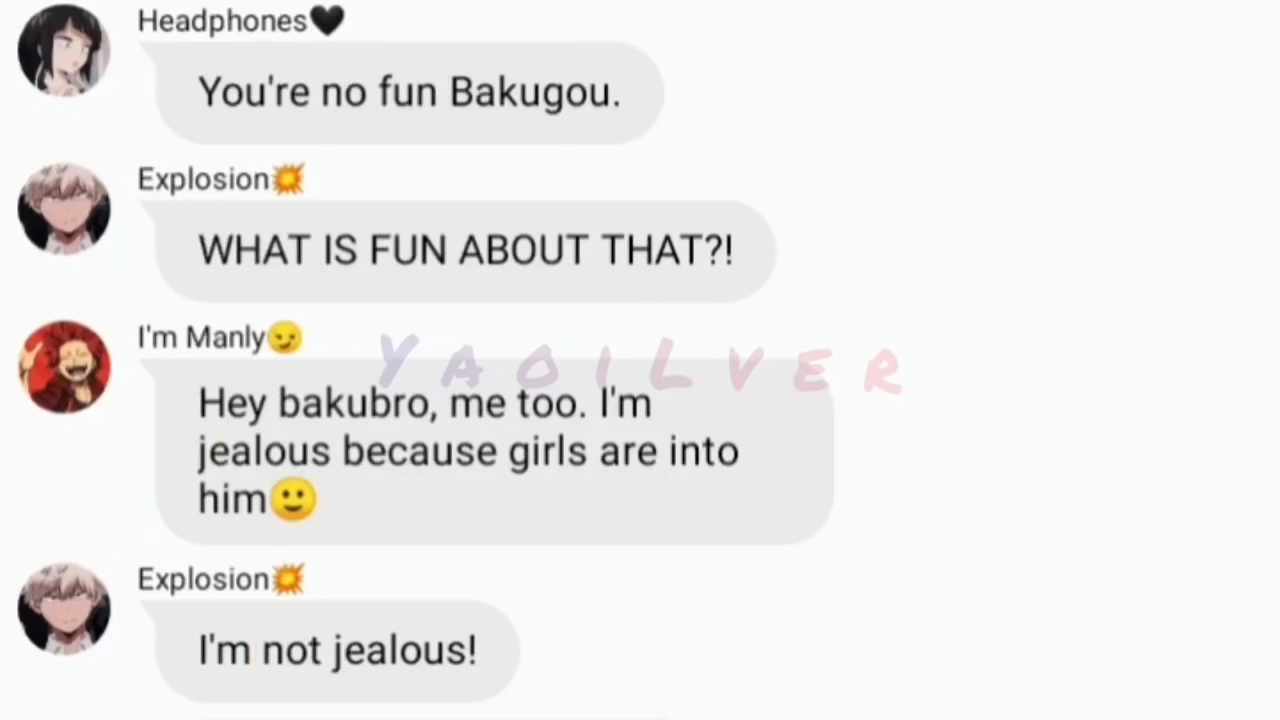 Headphones🖤
You're no fun Bakugou.
Explosion💥
WHAT IS FUN ABOUT THAT?!
I'm Manly😏
YAOILVER
Hey bakubro, me too. I'm
jealous because girls are into
him🙂
Explosion💥
I'm not jealous!